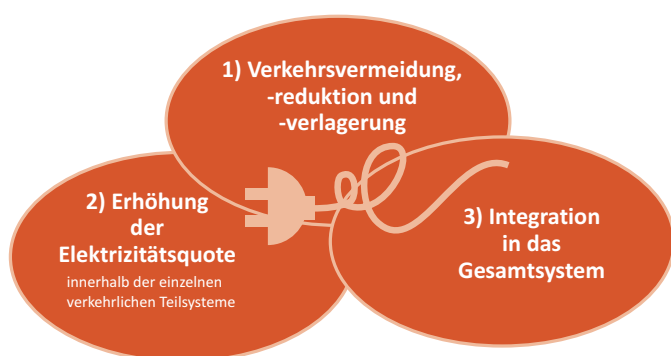 1) Verkehrsvermeidung,
-reduktion und
-verlagerung
2) Erhöhung
der
Elektrizitätsquote
innerhalb der einzelnen
verkehrlichen Teilsysteme
3) Integration
in das
Gesamtsystem